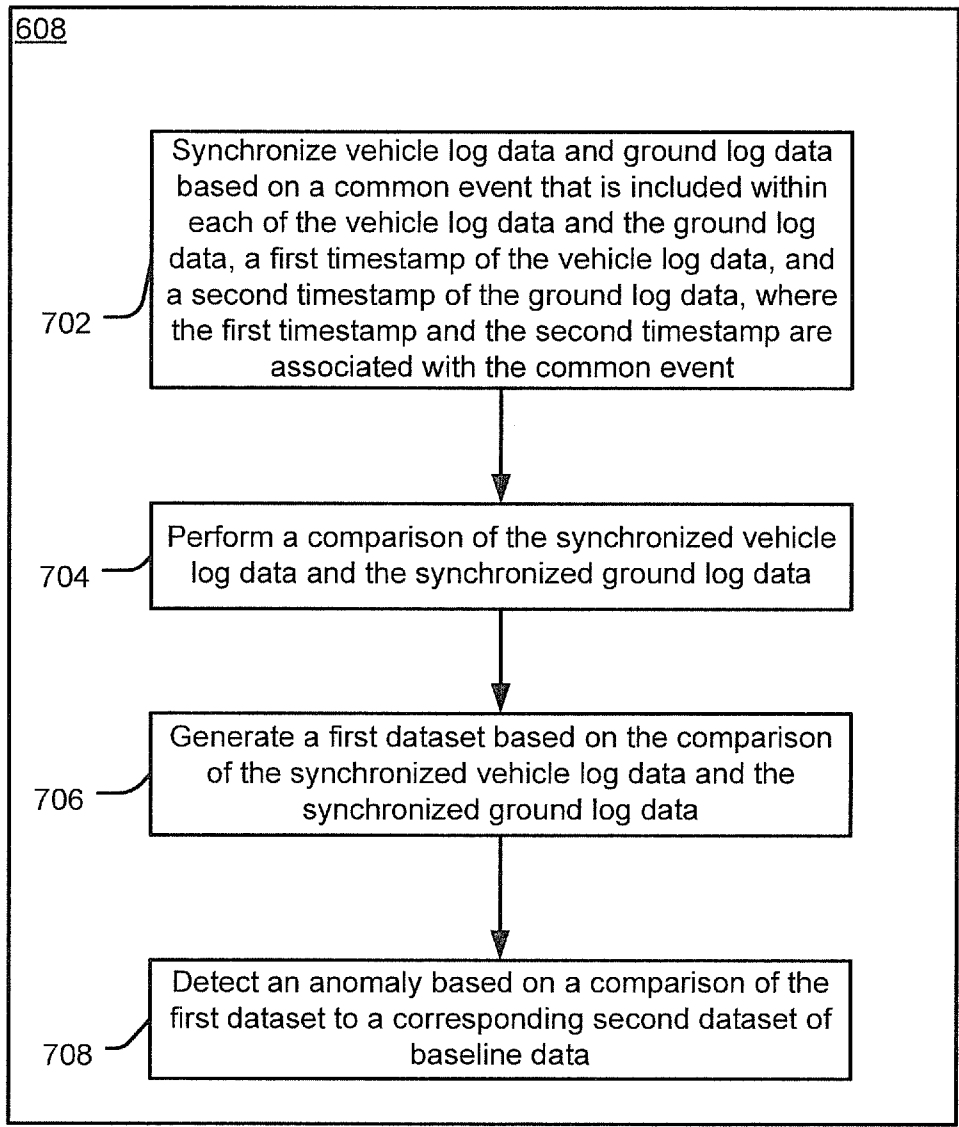 608
Synchronize vehicle log data and ground log data
based on a common event that is included within
each of the vehicle log data and the ground log
data, a first timestamp of the vehicle log data, and
a second timestamp of the ground log data, where
the first timestamp and the second timestamp are
associated with the common event
702
Perform a comparison of the synchronized vehicle
log data and the synchronized ground log data
704
Generate a first dataset based on the comparison
of the synchronized vehicle log data and the
synchronized ground log data
706
Detect an anomaly based on a comparison of the
first dataset to a corresponding second dataset of
baseline data
708